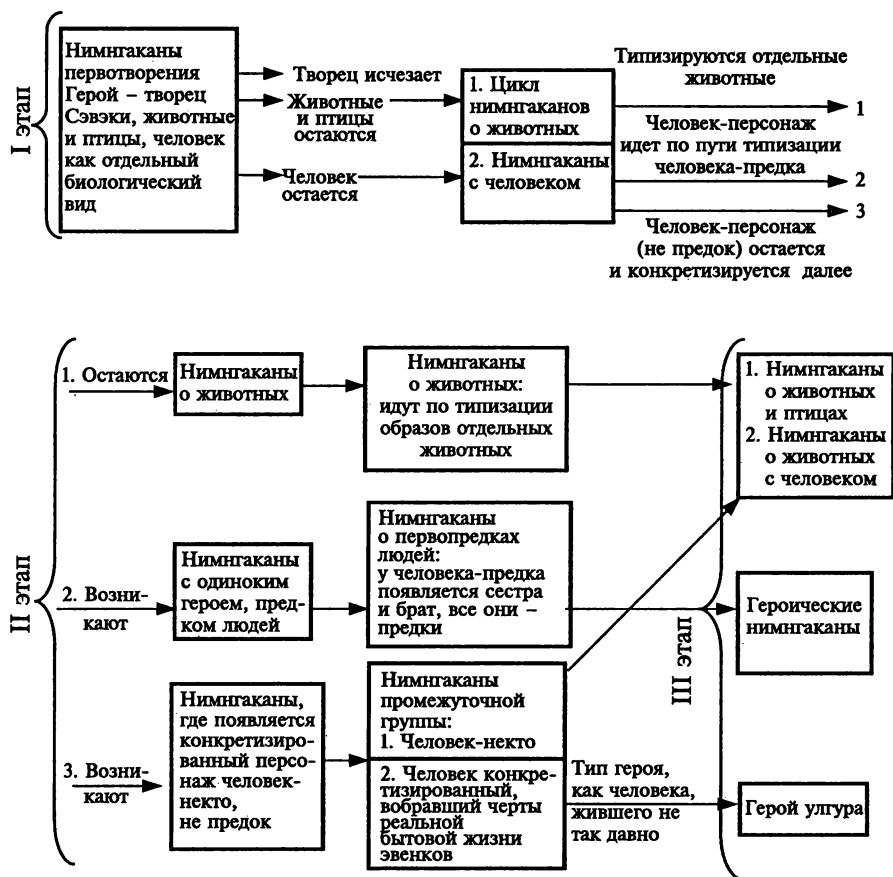 I этап
Нимнгаканы
первотворения
Герой – творец
Сэвэки, животные
и птицы, человек
как отдельный
биологический
вид
Творец исчезает
Животные
и птицы
остаются
Человек
остается
1. Цикл
нимнгаканов
о животных
2. Нимнгаканы
с человеком
Типизируются отдельные
животные
1
Человек-персонаж
идет по пути типизации
человека-предка
2
3
Человек-персонаж
(не предок) остается
и конкретизируется далее
II этап
1. Остаются
Нимнгаканы
о животных
Нимнгаканы
о животных:
идут по типизации
образов отдельных
животных
2. Возни-
кают
Нимнгаканы
с одиноким
героем, пред-
ком людей
Нимнгаканы
о первопредках
людей:
у человека-предка
появляется сестра
и брат, все они –
предки
3. Возни-
кают
Нимнгаканы,
где появляется
конкретизиро-
ванный персо-
наж человек-
некто,
не предок
Нимнгаканы
промежуточной
группы:
1. Человек-некто
2. Человек конкре-
тизированный,
вобравший черты
реальной
бытовой жизни
эвенков
Тип героя,
как человека,
жившего не
так давно
III этап
1. Нимнгаканы
о животных
и птицах
2. Нимнгаканы
о животных
с человеком
Героические
нимнгаканы
Герой улгура